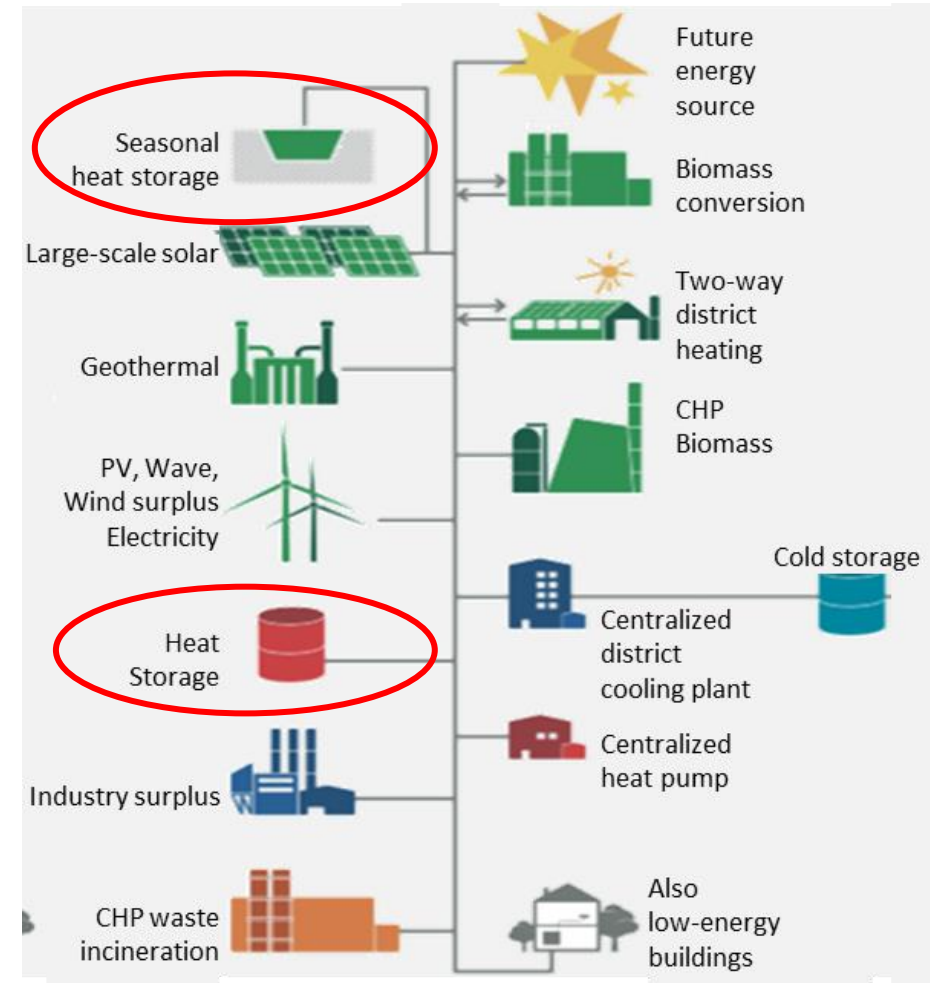 Seasonal
heat storage
Large-scale solar
Geothermal
PV, Wave,
Wind surplus
Electricity
Heat
Storage
Industry surplus
CHP waste
incineration
Future
energy
source
Biomass
conversion
Two-way
district
heating
CHP
Biomass
Cold storage
Centralized
district
cooling plant
Centralized
heat pump
Also
low-energy
buildings